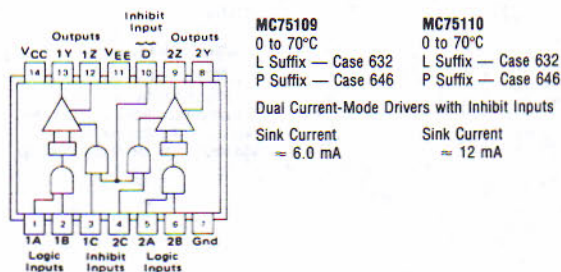 Inhibit
Input
Outputs
Outputs
VCC 1Y 1Z VEE D 2Z 2Y
14 13 12 11 10 9 8
1 2 3 4 5 6 7
1A 1B 1C 2C 2A 2B Gnd
Logic Inputs
Inhibit Inputs
Logic Inputs
MC75109
0 to 70°C
L Suffix — Case 632
P Suffix — Case 646
MC75110
0 to 70°C
L Suffix — Case 632
P Suffix — Case 646
Dual Current-Mode Drivers with Inhibit Inputs
Sink Current
≈ 6.0 mA
Sink Current
≈ 12 mA